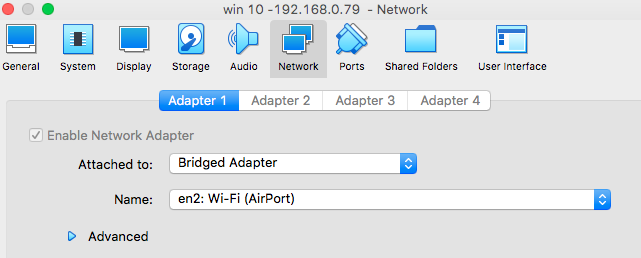 win 10 -192.168.0.79 - Network
General System Display Storage Audio Network Ports Shared Folders User Interface
Adapter 1 Adapter 2 Adapter 3 Adapter 4
Enable Network Adapter
Attached to: Bridged Adapter
Name: en2: Wi-Fi (AirPort)
Advanced